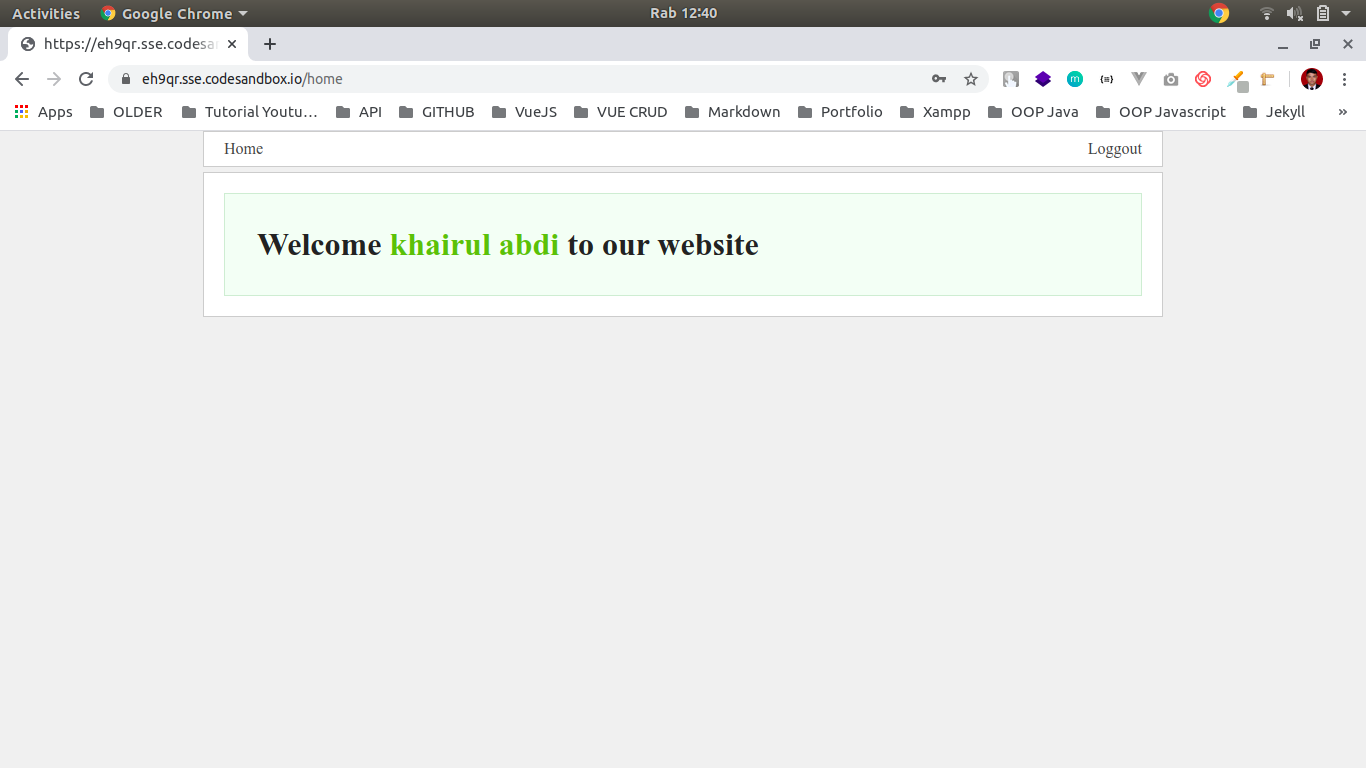 Activities Google Chrome Rab 12:40
https://eh9qr.sse.codesa
eh9qr.sse.codesandbox.io/home
Apps OLDER Tutorial Youtu… API GITHUB VueJS VUE CRUD Markdown Portfolio Xampp OOP Java OOP Javascript Jekyll »
Home Loggout
Welcome khairul abdi to our website